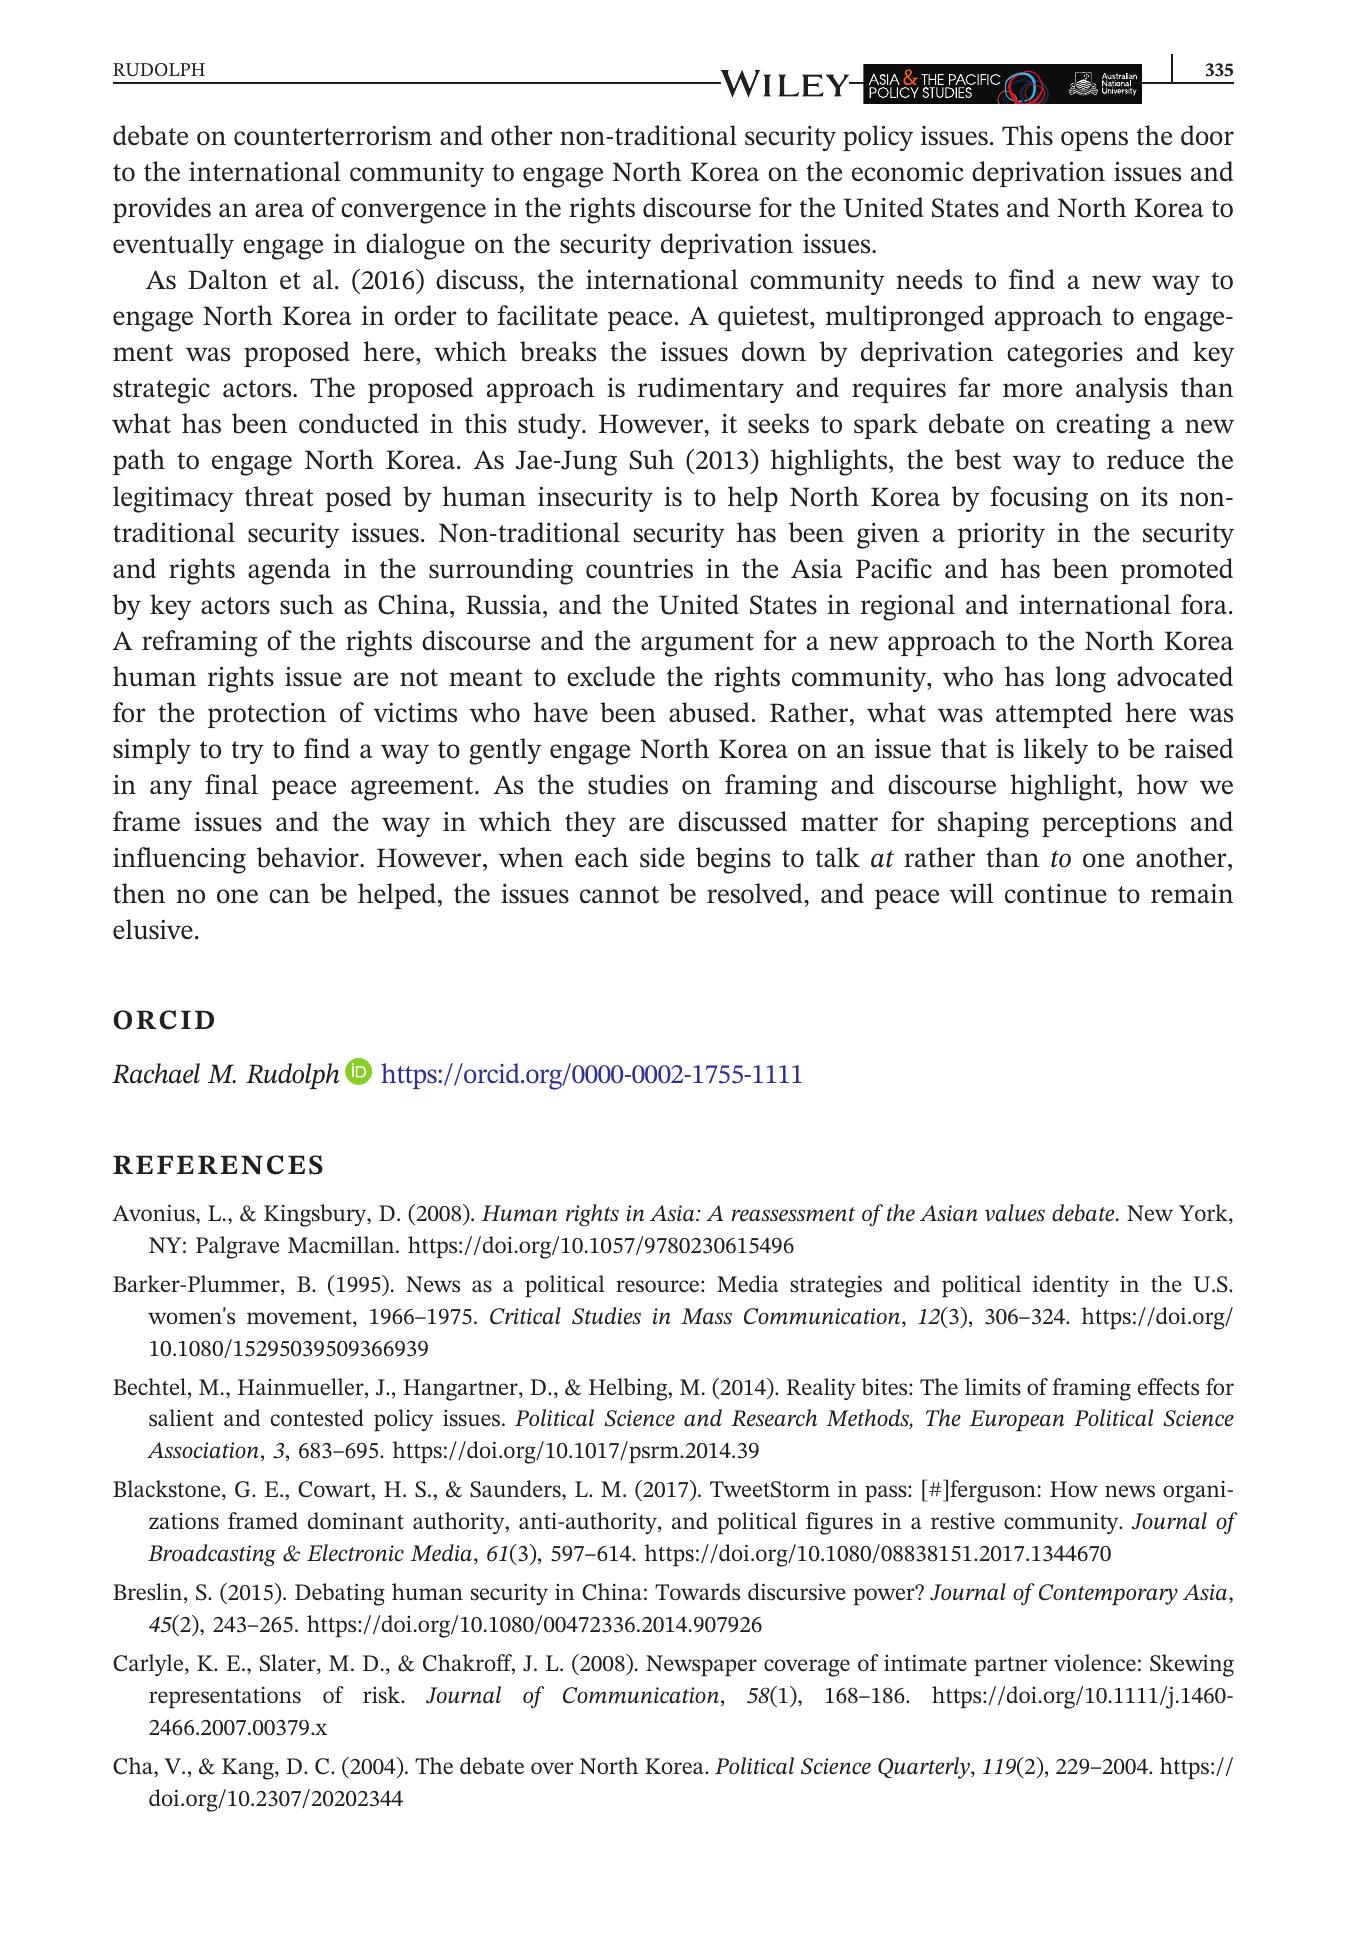 RUDOLPH
WILEY
ASIA & THE PACIFIC
POLICY STUDIES
Australian
National
University
335
debate on counterterrorism and other non-traditional security policy issues. This opens the door
to the international community to engage North Korea on the economic deprivation issues and
provides an area of convergence in the rights discourse for the United States and North Korea to
eventually engage in dialogue on the security deprivation issues.
As Dalton et al. (2016) discuss, the international community needs to find a new way to
engage North Korea in order to facilitate peace. A quietest, multipronged approach to engage-
ment was proposed here, which breaks the issues down by deprivation categories and key
strategic actors. The proposed approach is rudimentary and requires far more analysis than
what has been conducted in this study. However, it seeks to spark debate on creating a new
path to engage North Korea. As Jae-Jung Suh (2013) highlights, the best way to reduce the
legitimacy threat posed by human insecurity is to help North Korea by focusing on its non-
traditional security issues. Non-traditional security has been given a priority in the security
and rights agenda in the surrounding countries in the Asia Pacific and has been promoted
by key actors such as China, Russia, and the United States in regional and international fora.
A reframing of the rights discourse and the argument for a new approach to the North Korea
human rights issue are not meant to exclude the rights community, who has long advocated
for the protection of victims who have been abused. Rather, what was attempted here was
simply to try to find a way to gently engage North Korea on an issue that is likely to be raised
in any final peace agreement. As the studies on framing and discourse highlight, how we
frame issues and the way in which they are discussed matter for shaping perceptions and
influencing behavior. However, when each side begins to talk at rather than to one another,
then no one can be helped, the issues cannot be resolved, and peace will continue to remain
elusive.
ORCID
Rachael M. Rudolph iD https://orcid.org/0000-0002-1755-1111
REFERENCES
Avonius, L., & Kingsbury, D. (2008). Human rights in Asia: A reassessment of the Asian values debate. New York,
NY: Palgrave Macmillan. https://doi.org/10.1057/9780230615496
Barker-Plummer, B. (1995). News as a political resource: Media strategies and political identity in the U.S.
women's movement, 1966–1975. Critical Studies in Mass Communication, 12(3), 306–324. https://doi.org/
10.1080/15295039509366939
Bechtel, M., Hainmueller, J., Hangartner, D., & Helbing, M. (2014). Reality bites: The limits of framing effects for
salient and contested policy issues. Political Science and Research Methods, The European Political Science
Association, 3, 683–695. https://doi.org/10.1017/psrm.2014.39
Blackstone, G. E., Cowart, H. S., & Saunders, L. M. (2017). TweetStorm in pass: [#]ferguson: How news organi-
zations framed dominant authority, anti-authority, and political figures in a restive community. Journal of
Broadcasting & Electronic Media, 61(3), 597–614. https://doi.org/10.1080/08838151.2017.1344670
Breslin, S. (2015). Debating human security in China: Towards discursive power? Journal of Contemporary Asia,
45(2), 243–265. https://doi.org/10.1080/00472336.2014.907926
Carlyle, K. E., Slater, M. D., & Chakroff, J. L. (2008). Newspaper coverage of intimate partner violence: Skewing
representations of risk. Journal of Communication, 58(1), 168–186. https://doi.org/10.1111/j.1460-
2466.2007.00379.x
Cha, V., & Kang, D. C. (2004). The debate over North Korea. Political Science Quarterly, 119(2), 229–2004. https://
doi.org/10.2307/20202344